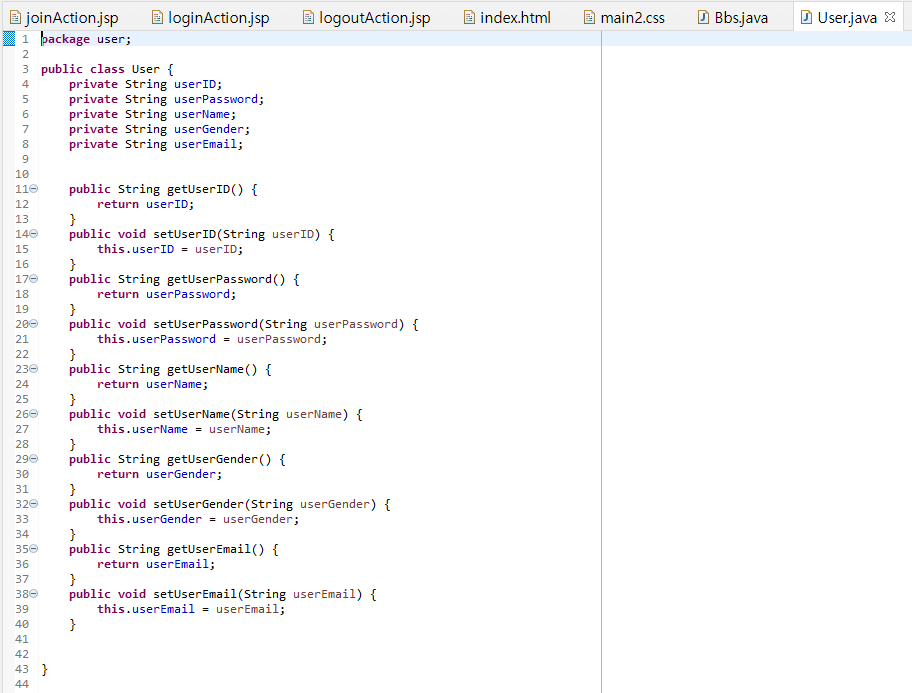 joinAction.jsp loginAction.jsp logoutAction.jsp index.html main2.css Bbs.java User.java
1 package user;
2
3 public class User {
4 private String userID;
5 private String userPassword;
6 private String userName;
7 private String userGender;
8 private String userEmail;
9
10
11 public String getUserID() {
12 return userID;
13 }
14 public void setUserID(String userID) {
15 this.userID = userID;
16 }
17 public String getUserPassword() {
18 return userPassword;
19 }
20 public void setUserPassword(String userPassword) {
21 this.userPassword = userPassword;
22 }
23 public String getUserName() {
24 return userName;
25 }
26 public void setUserName(String userName) {
27 this.userName = userName;
28 }
29 public String getUserGender() {
30 return userGender;
31 }
32 public void setUserGender(String userGender) {
33 this.userGender = userGender;
34 }
35 public String getUserEmail() {
36 return userEmail;
37 }
38 public void setUserEmail(String userEmail) {
39 this.userEmail = userEmail;
40 }
41
42
43 }
44